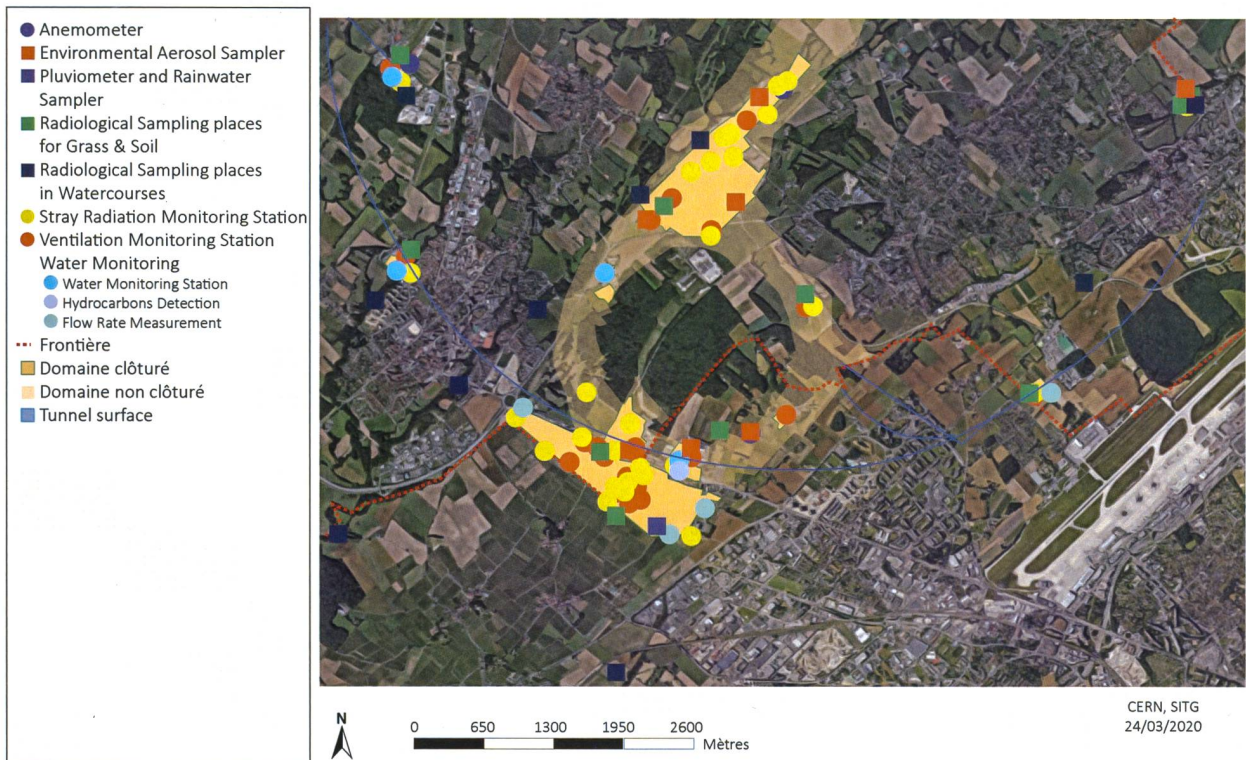 Anemometer
Environmental Aerosol Sampler
Pluviometer and Rainwater
Sampler
Radiological Sampling places
for Grass & Soil
Radiological Sampling places
in Watercourses
Stray Radiation Monitoring Station
Ventilation Monitoring Station
Water Monitoring
Water Monitoring Station
Hydrocarbons Detection
Flow Rate Measurement
Frontière
Domaine clôturé
Domaine non clôturé
Tunnel surface
N
0 650 1300 1950 2600
Mètres
CERN, SITG
24/03/2020